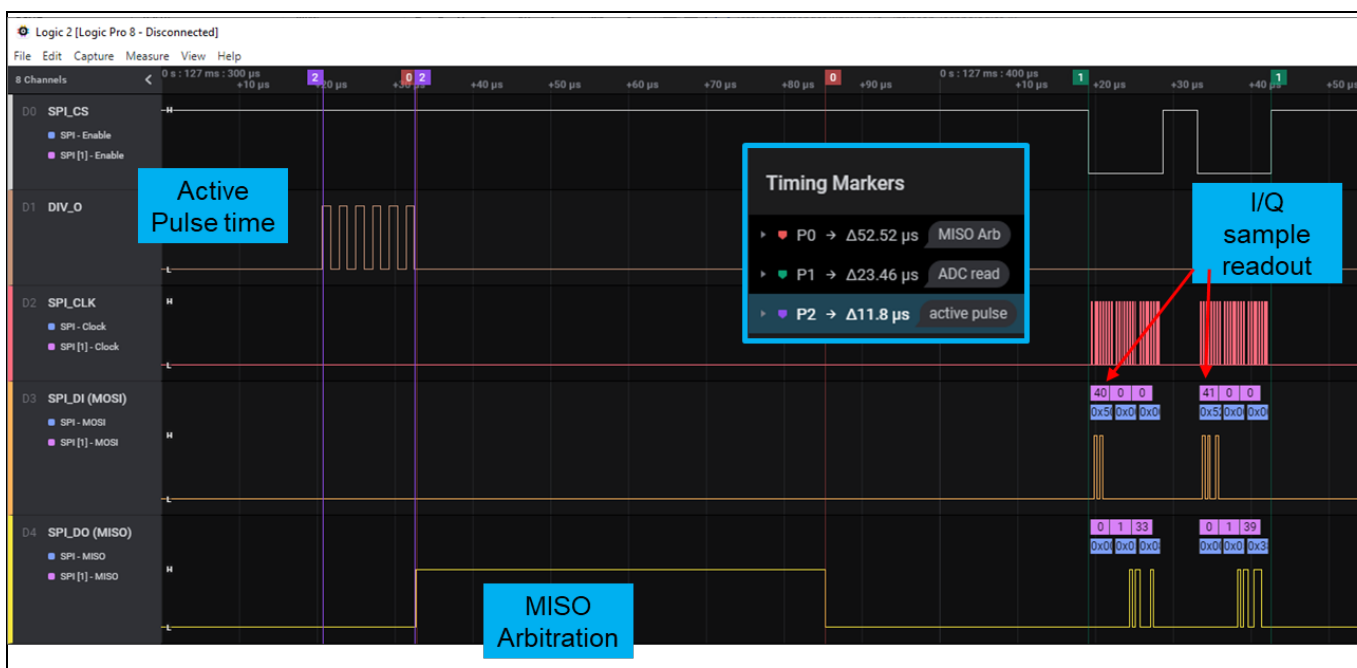 Logic 2 [Logic Pro 8 - Disconnected]
File Edit Capture Measure View Help
8 Channels
0 s : 127 ms : 300 µs
+10 µs
2
+20 µs
+30 µs
0 2
+40 µs
+50 µs
+60 µs
+70 µs
+80 µs
0
+90 µs
0 s : 127 ms : 400 µs
+10 µs
1
+20 µs
+30 µs
+40 µs
1
+50 µs
D0 SPI_CS
H
SPI - Enable
SPI [1] - Enable
Active
Pulse time
D1 DIV_O
L
Timing Markers
P0 → Δ52.52 µs MISO Arb
P1 → Δ23.46 µs ADC read
P2 → Δ11.8 µs active pulse
I/Q
sample
readout
D2 SPI_CLK
H
SPI - Clock
SPI [1] - Clock
L
D3 SPI_DI (MOSI)
40 0 0
41 0 0
SPI - MOSI
H
SPI [1] - MOSI
L
D4 SPI_DO (MISO)
0 1 33
0 1 39
SPI - MISO
H
SPI [1] - MISO
L
MISO
Arbitration